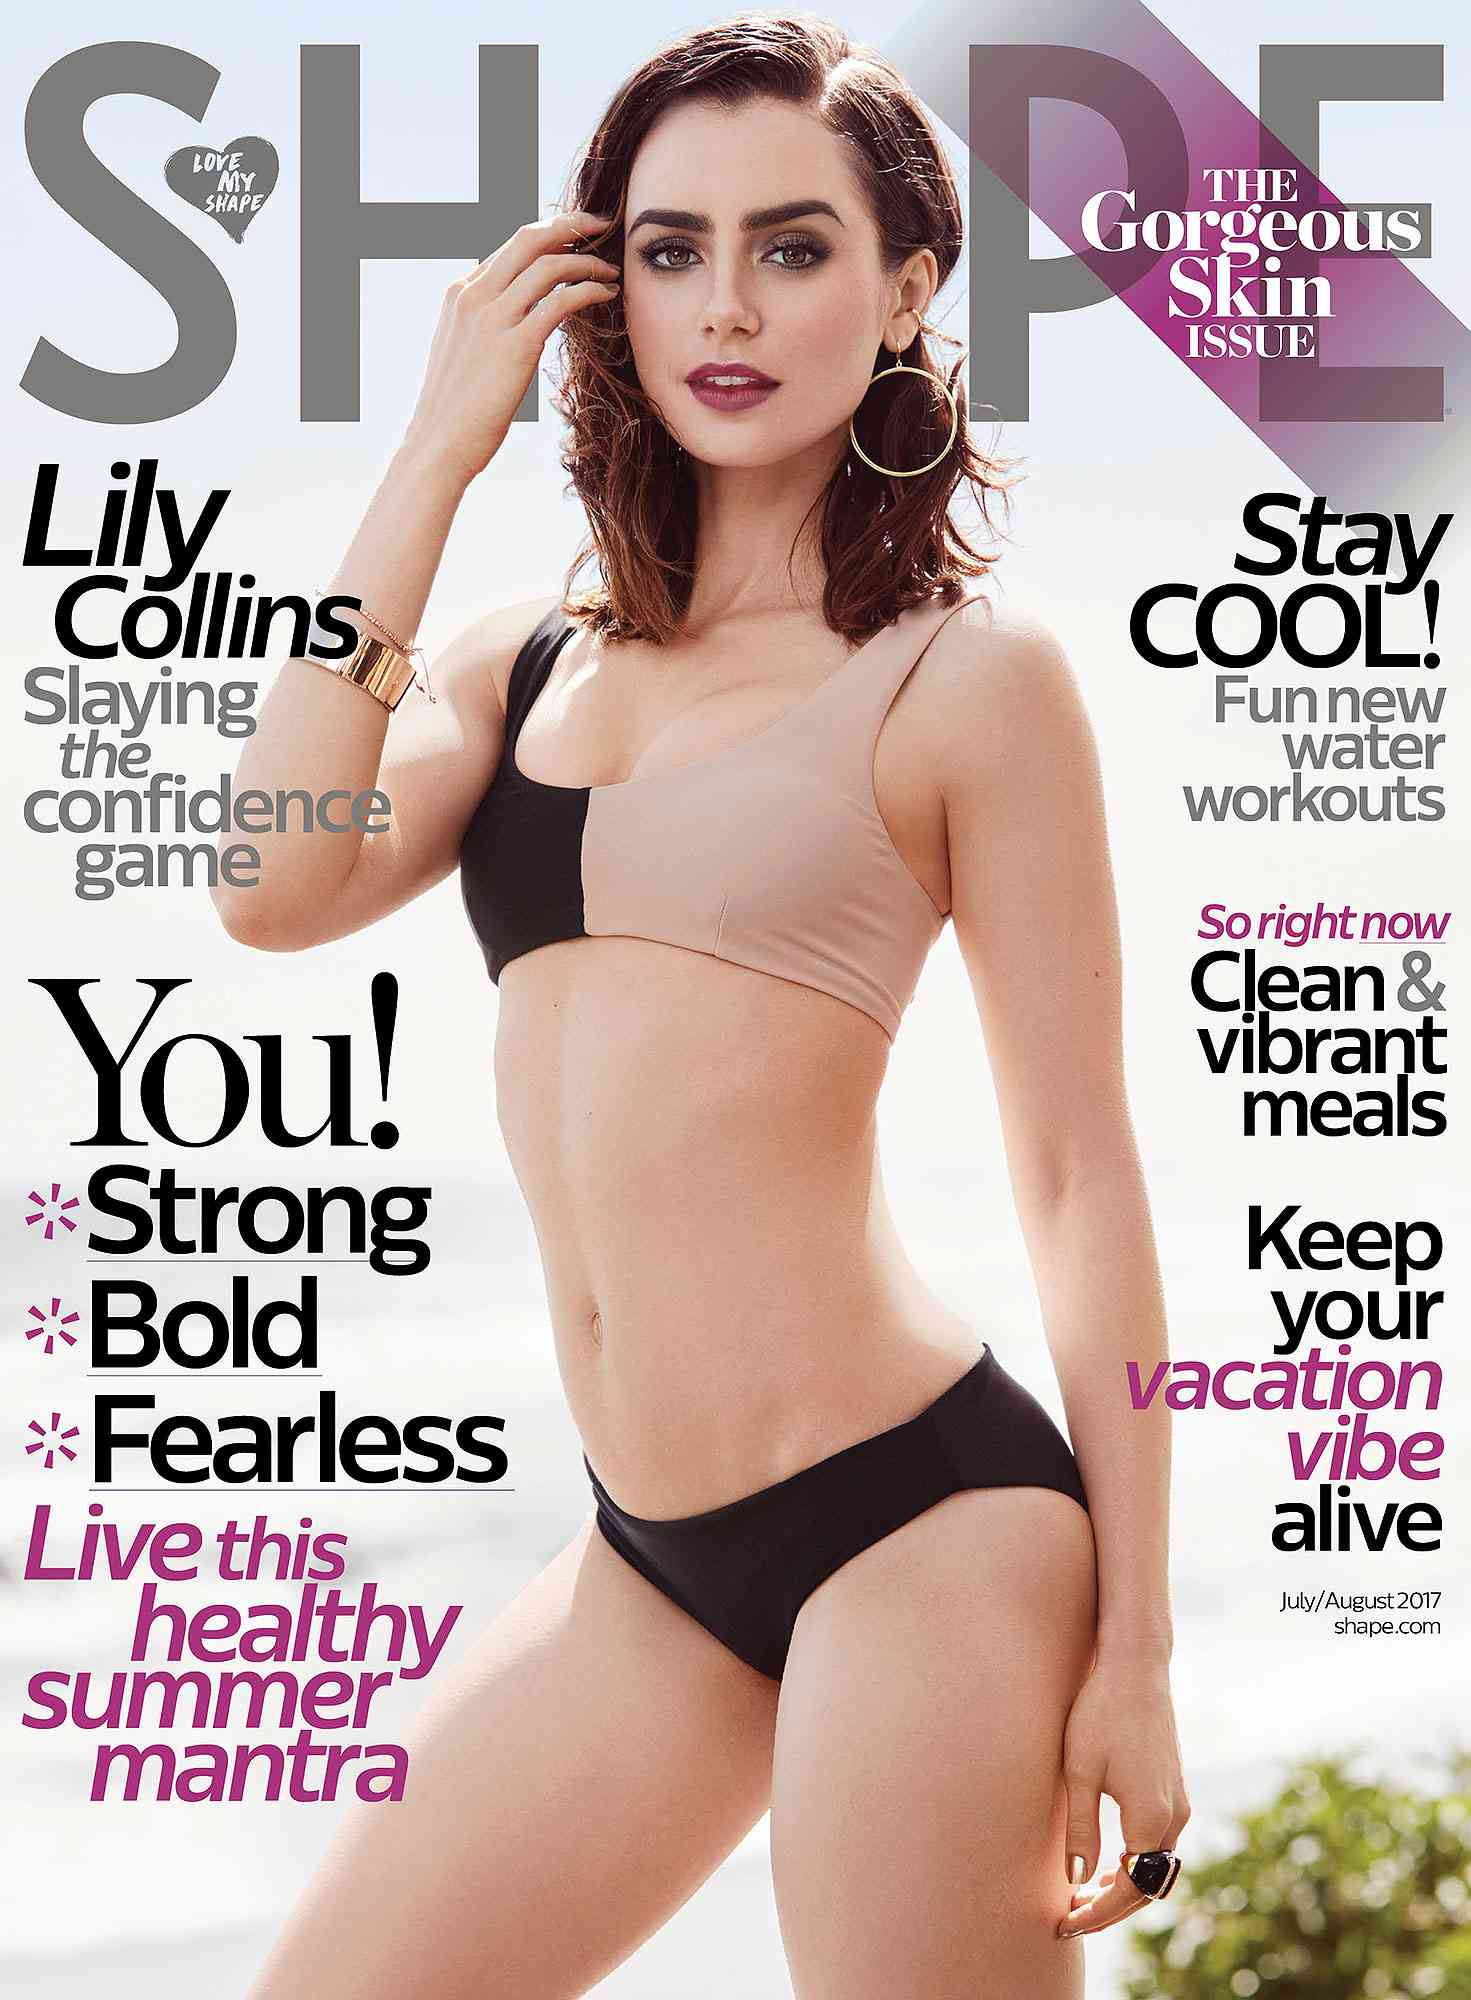 SHAPE
LOVE
MY
SHAPE
THE
Gorgeous
Skin
ISSUE
Lily
Collins
Slaying
the
confidence
game
You!
Strong
Bold
Fearless
Live this
healthy
summer
mantra
Stay
COOL!
Fun new
water
workouts
So right now
Clean &
vibrant
meals
Keep
your
vacation
vibe
alive
July/August 2017
shape.com